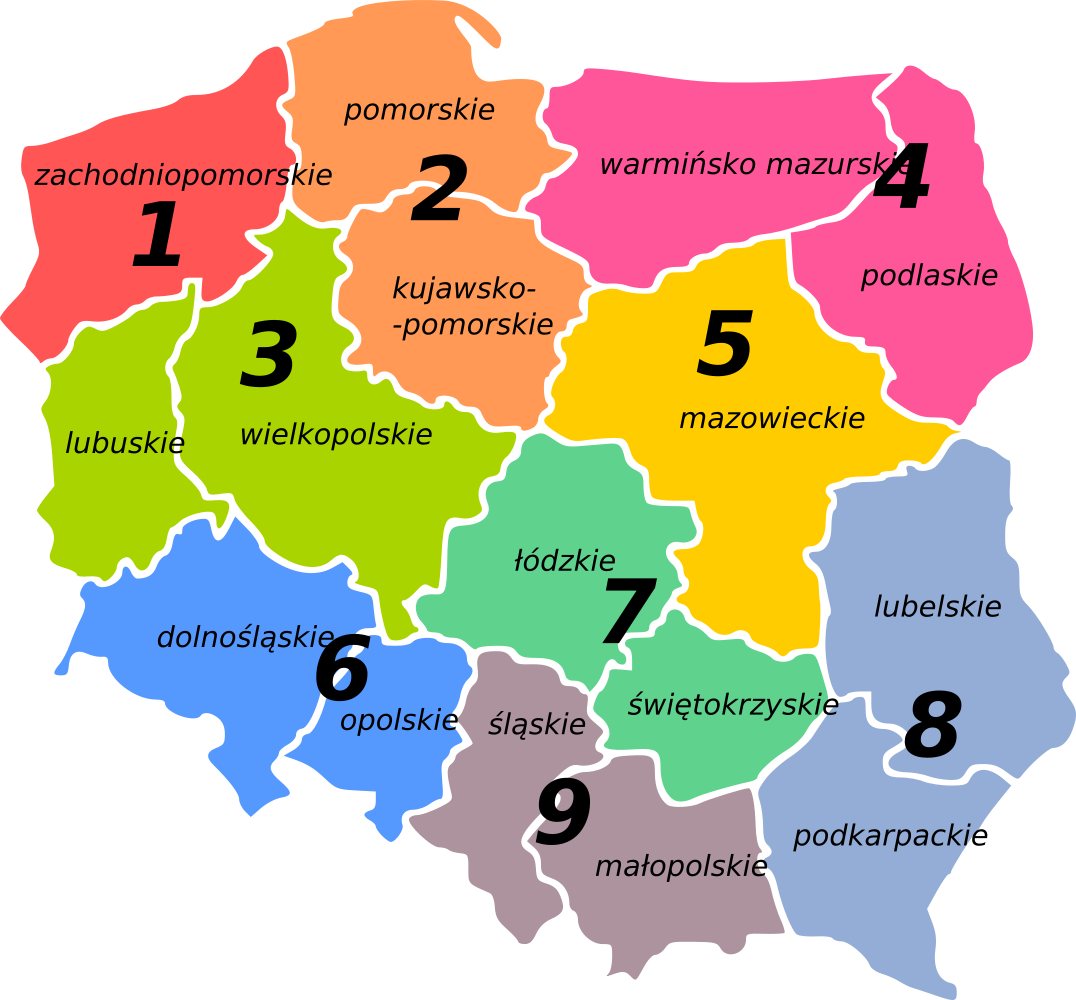 pomorskie
zachodniopomorskie
1
2
warmińsko mazurskie
4
podlaskie
kujawsko-
-pomorskie
3
5
mazowieckie
lubuskie
wielkopolskie
łódzkie
7
lubelskie
dolnośląskie
6
opolskie
śląskie
świętokrzyskie
8
9
małopolskie
podkarpackie